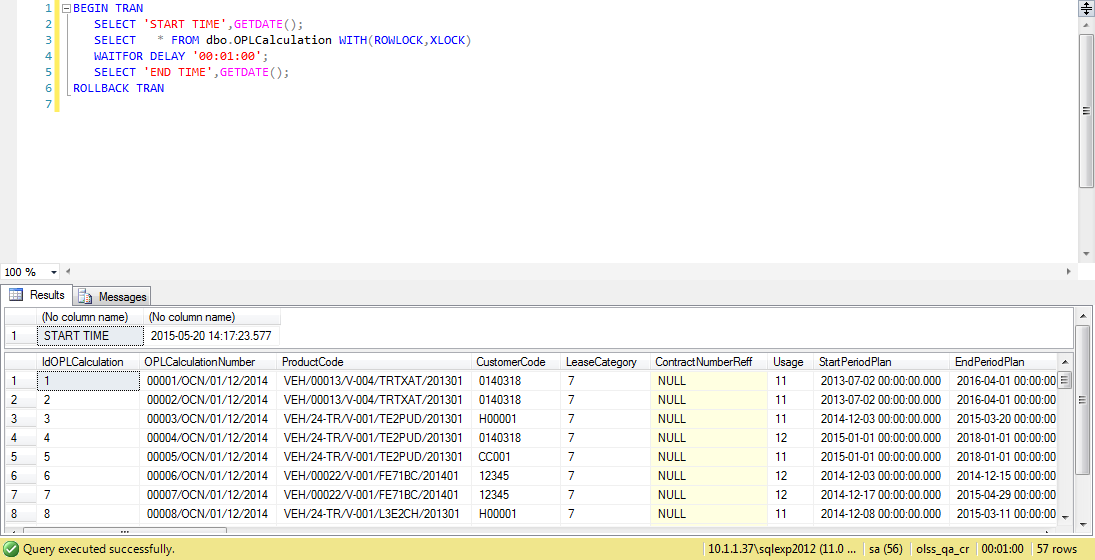 1 BEGIN TRAN
2 SELECT 'START TIME',GETDATE();
3 SELECT * FROM dbo.OPLCalculation WITH(ROWLOCK,XLOCK)
4 WAITFOR DELAY '00:01:00';
5 SELECT 'END TIME',GETDATE();
6 ROLLBACK TRAN
7
100 %
Results Messages
(No column name) (No column name)
1 START TIME 2015-05-20 14:17:23.577
IdOPLCalculation OPLCalculationNumber ProductCode CustomerCode LeaseCategory ContractNumberReff Usage StartPeriodPlan EndPeriodPlan
1 1 00001/OCN/01/12/2014 VEH/00013/V-004/TRTXAT/201301 0140318 7 NULL 11 2013-07-02 00:00:00.000 2016-04-01 00:00:00
2 2 00002/OCN/01/12/2014 VEH/00013/V-004/TRTXAT/201301 0140318 7 NULL 11 2013-07-02 00:00:00.000 2016-04-01 00:00:00
3 3 00003/OCN/01/12/2014 VEH/24-TR/V-001/TE2PUD/201301 H00001 7 NULL 11 2014-12-03 00:00:00.000 2015-03-20 00:00:00
4 4 00004/OCN/01/12/2014 VEH/24-TR/V-001/TE2PUD/201301 0140318 7 NULL 12 2015-01-01 00:00:00.000 2018-01-01 00:00:00
5 5 00005/OCN/01/12/2014 VEH/24-TR/V-001/TE2PUD/201301 CC001 7 NULL 11 2015-01-01 00:00:00.000 2018-01-01 00:00:00
6 6 00006/OCN/01/12/2014 VEH/00022/V-001/FE71BC/201401 12345 7 NULL 12 2014-12-03 00:00:00.000 2014-12-15 00:00:00
7 7 00007/OCN/01/12/2014 VEH/00022/V-001/FE71BC/201401 12345 7 NULL 12 2014-12-17 00:00:00.000 2015-04-29 00:00:00
8 8 00008/OCN/01/12/2014 VEH/24-TR/V-001/L3E2CH/201301 H00001 7 NULL 11 2014-12-08 00:00:00.000 2015-03-11 00:00:00
Query executed successfully. 10.1.1.37\sqlexp2012 (11.0 ... sa (56) olss_qa_cr 00:01:00 57 rows